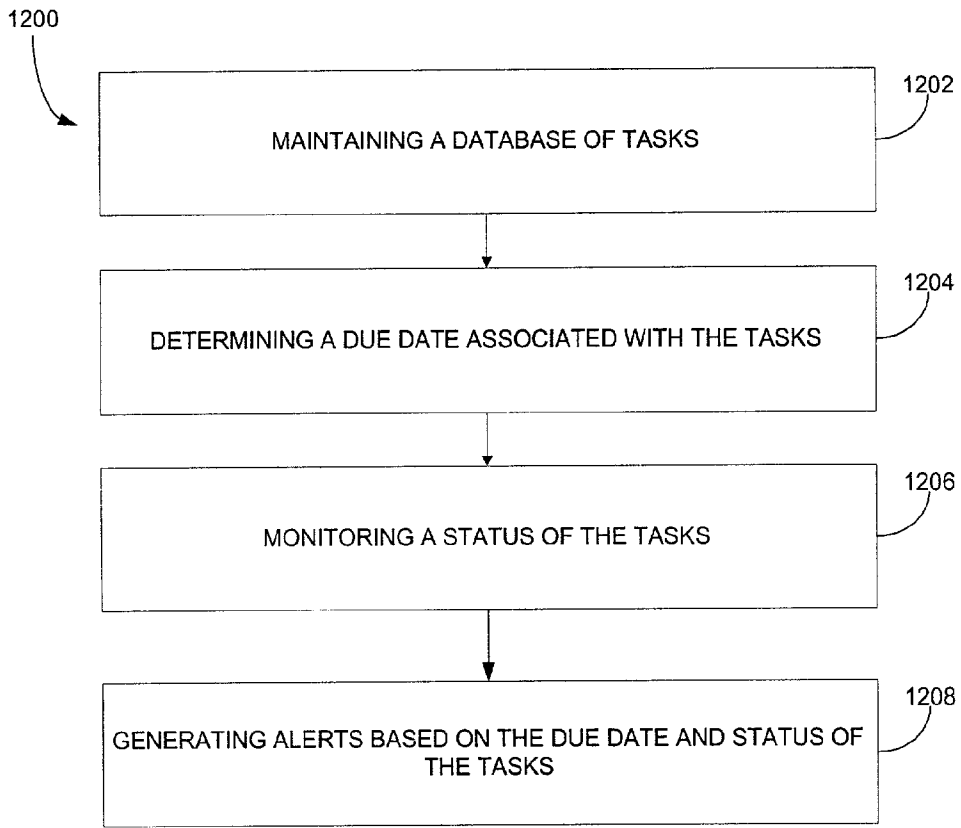 1200
1202
MAINTAINING A DATABASE OF TASKS
1204
DETERMINING A DUE DATE ASSOCIATED WITH THE TASKS
1206
MONITORING A STATUS OF THE TASKS
1208
GENERATING ALERTS BASED ON THE DUE DATE AND STATUS OF
THE TASKS